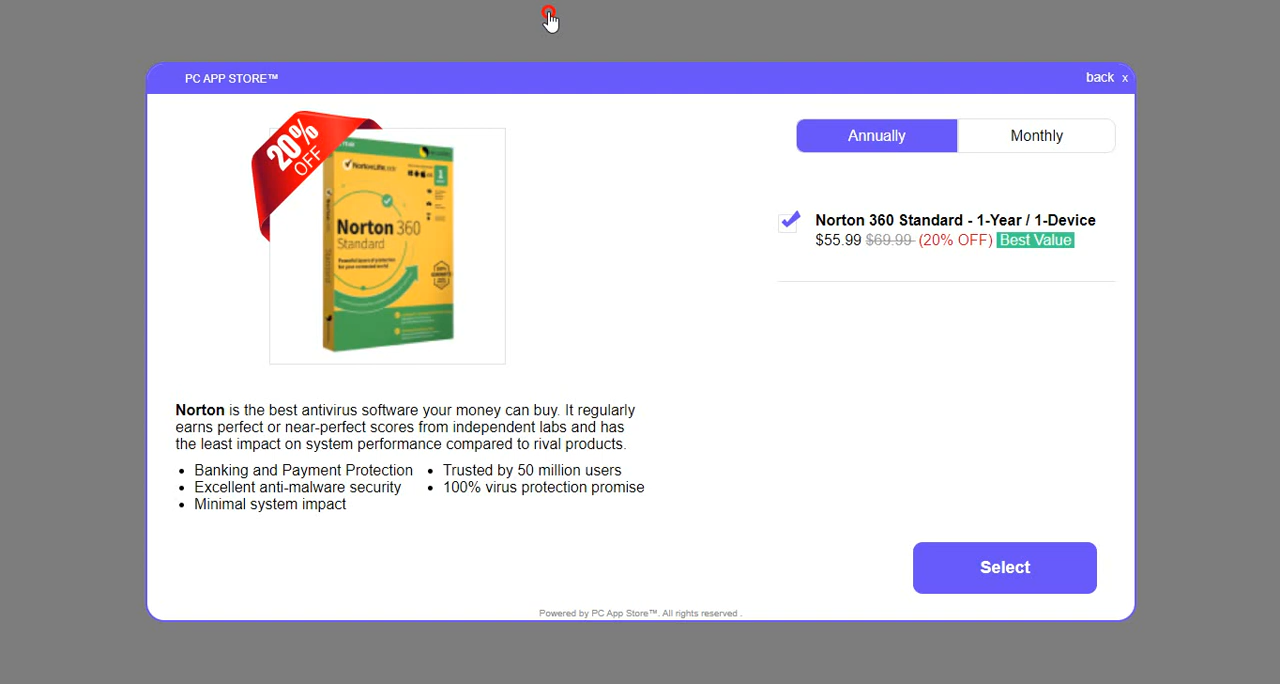 PC APP STORE™
back x
20%
OFF
Norton 360
Standard
Annually
Monthly
Norton 360 Standard - 1-Year / 1-Device
$55.99 $69.99 (20% OFF) Best Value
Norton is the best antivirus software your money can buy. It regularly
earns perfect or near-perfect scores from independent labs and has
the least impact on system performance compared to rival products.
• Banking and Payment Protection
• Excellent anti-malware security
• Minimal system impact
• Trusted by 50 million users
• 100% virus protection promise
Select
Powered by PC App Store™. All rights reserved .